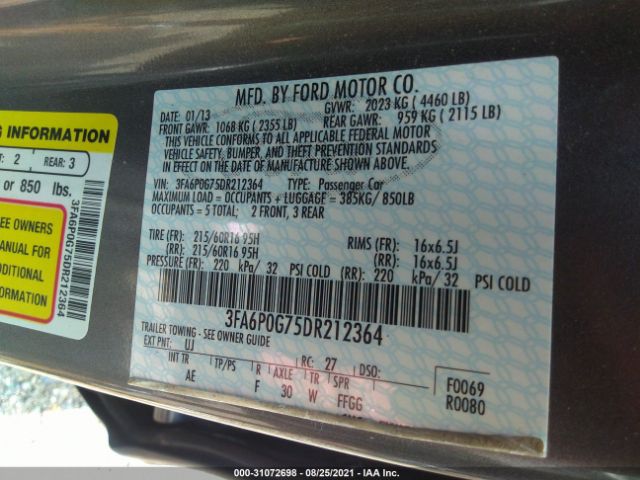 MFD. BY FORD MOTOR CO.
DATE: 01/13 GVWR: 2023 KG ( 4460 LB)
FRONT GAWR: 1068 KG ( 2355 LB) REAR GAWR: 959 KG ( 2115 LB)
THIS VEHICLE CONFORMS TO ALL APPLICABLE FEDERAL MOTOR
VEHICLE SAFETY, BUMPER, AND THEFT PREVENTION STANDARDS
IN EFFECT ON THE DATE OF MANUFACTURE SHOWN ABOVE.
VIN: 3FA6P0G75DR212364 TYPE: Passenger Car
MAXIMUM LOAD = OCCUPANTS + LUGGAGE = 385KG/ 850LB
OCCUPANTS = 5 TOTAL: 2 FRONT, 3 REAR
TIRE (FR): 215/60R16 95H RIMS (FR): 16x6.5J
(RR): 215/60R16 95H (RR): 16x6.5J
PRESSURE (FR): 220 kPa/ 32 PSI COLD (RR): 220 kPa/ 32 PSI COLD
3FA6P0G75DR212364
TRAILER TOWING - SEE OWNER GUIDE
EXT PNT: UJ RC: 27 DSO:
INT TR TP/PS R AXLE TR SPR F0069
AE F 30 W FFGG R0080
G INFORMATION
: 2 REAR: 3
or 850 lbs.
SEE OWNERS
MANUAL FOR
ADDITIONAL
INFORMATION
3FA6P0G75DR212364
000-31072698 - 08/25/2021 - IAA Inc.